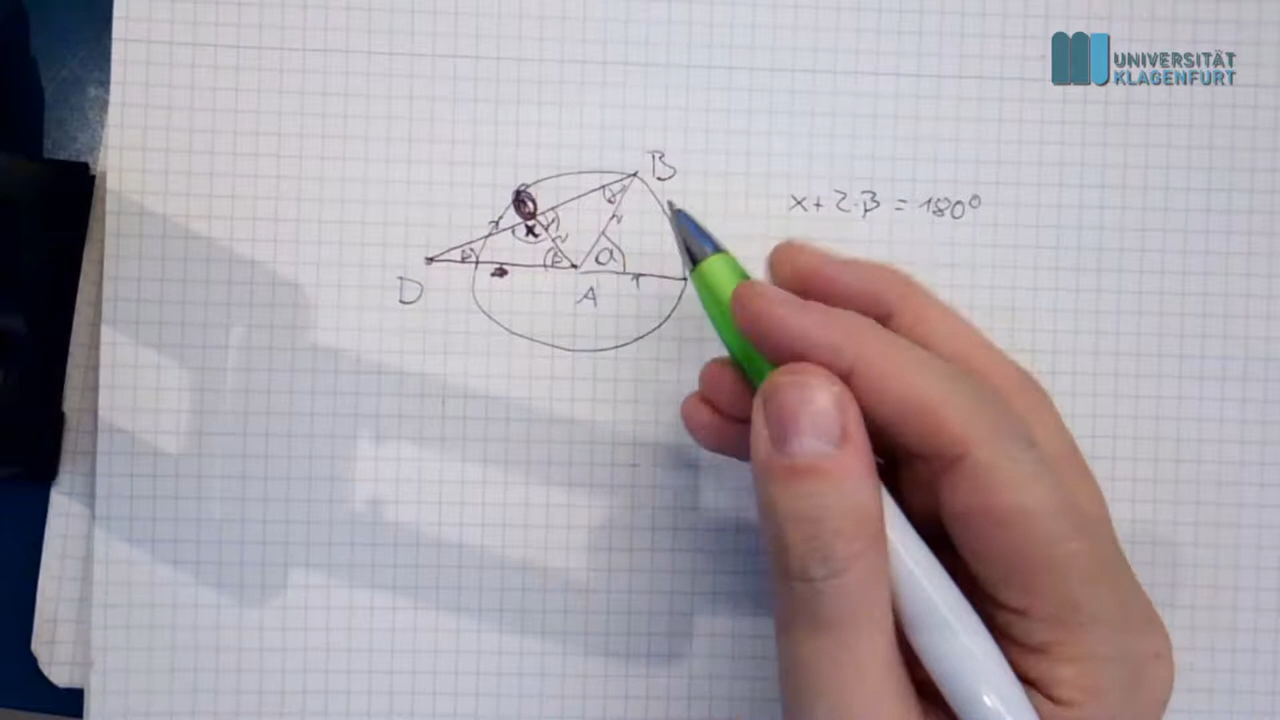 UNIVERSITÄT
KLAGENFURT
B
x + 2·β = 180°
x
α
D
A